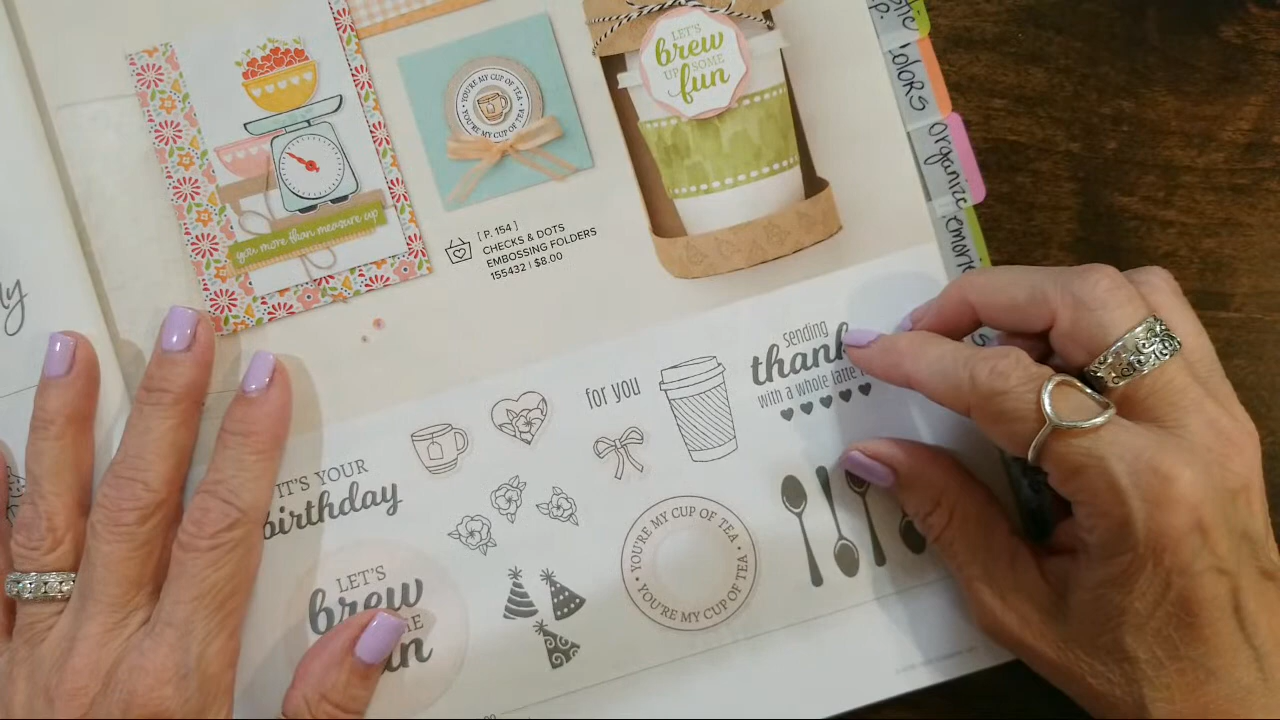 LET'S
brew
UP SOME
fun
YOU'RE MY CUP OF TEA • YOU'RE MY CUP OF TEA •
you more than measure up
[ P. 154 ]
CHECKS & DOTS
EMBOSSING FOLDERS
155432 | $8.00
COLORS
Organize
sending
with a whole latte
for you
IT'S YOUR
birthday
YOU'RE MY CUP OF TEA • YOU'RE MY CUP OF TEA •
LET'S
brew